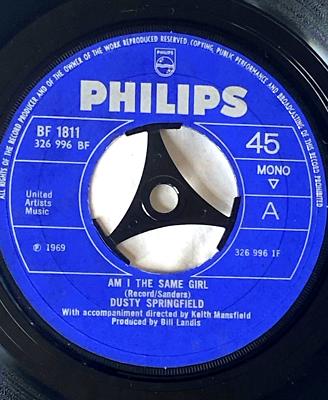 ALL RIGHTS OF THE RECORD PRODUCER AND OF THE OWNER OF THE WORK REPRODUCED RESERVED. COPYING, PUBLIC PERFORMANCE AND BROADCASTING OF THIS RECORD PROHIBITED
PHILIPS
PHILIPS
BF 1811
326 996 BF
45
MONO
United
Artists
Music
A
℗ 1969
326 996 1F
AM I THE SAME GIRL
(Record/Sanders)
DUSTY SPRINGFIELD
With accompaniment directed by Keith Mansfield
Produced by Bill Landis